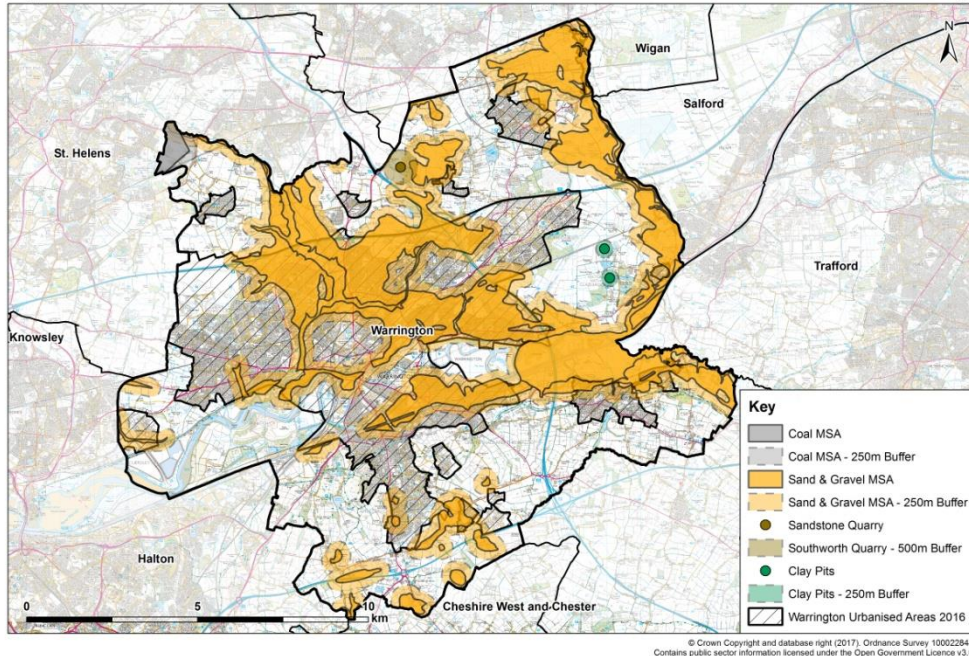 Wigan
N
Salford
St. Helens
Trafford
Knowsley
Warrington
Halton
Cheshire West and Chester
0 5 10
km
Key
Coal MSA
Coal MSA - 250m Buffer
Sand & Gravel MSA
Sand & Gravel MSA - 250m Buffer
Sandstone Quarry
Southworth Quarry - 500m Buffer
Clay Pits
Clay Pits - 250m Buffer
Warrington Urbanised Areas 2016
© Crown Copyright and database right (2017). Ordnance Survey 10002284
Contains public sector information licensed under the Open Government Licence v3.